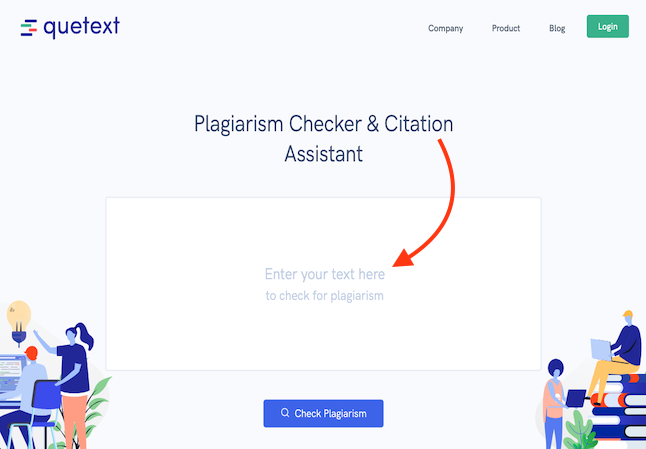 quetext
Company Product Blog Login
Plagiarism Checker & Citation
Assistant
Enter your text here
to check for plagiarism
Check Plagiarism